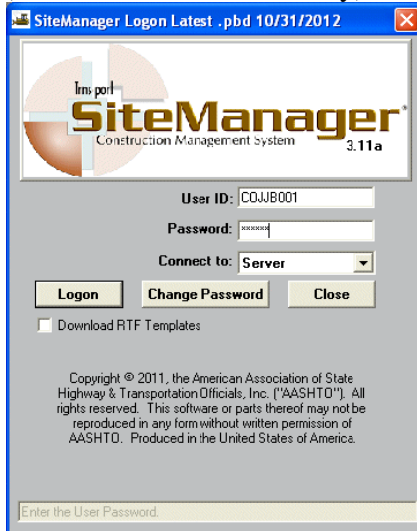 SiteManager Logon Latest .pbd 10/31/2012
Trns•port
SiteManager®
Construction Management System
3.11a
User ID: COJJB001
Password: xxxxxx
Connect to: Server
Logon Change Password Close
Download RTF Templates
Copyright © 2011, the American Association of State
Highway & Transportation Officials, Inc. ("AASHTO"). All
rights reserved. This software or parts thereof may not be
reproduced in any form without written permission of
AASHTO. Produced in the United States of America.
Enter the User Password.